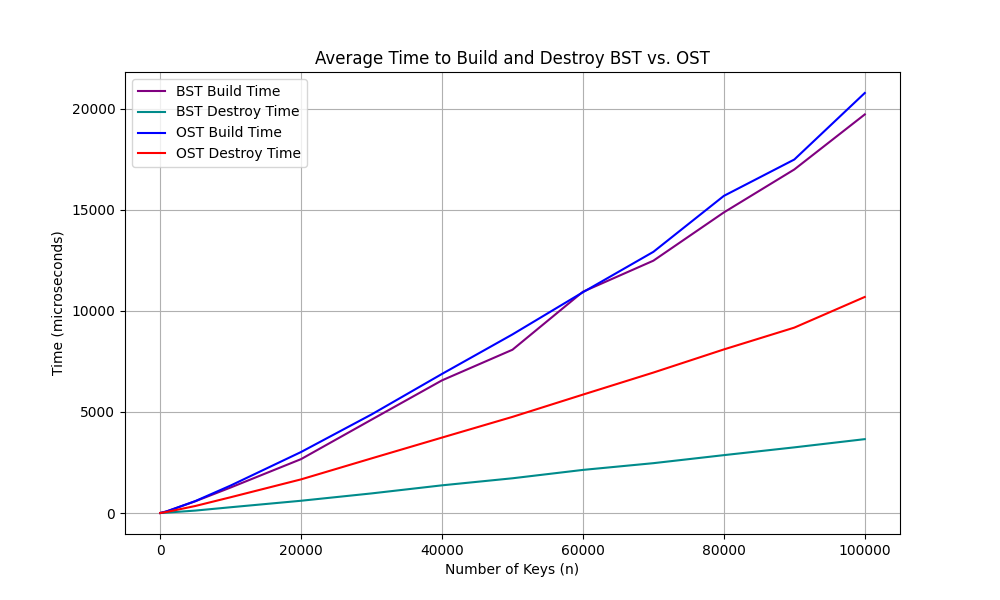 Average Time to Build and Destroy BST vs. OST
BST Build Time
BST Destroy Time
OST Build Time
OST Destroy Time
Time (microseconds)
20000
15000
10000
5000
0
0 20000 40000 60000 80000 100000
Number of Keys (n)